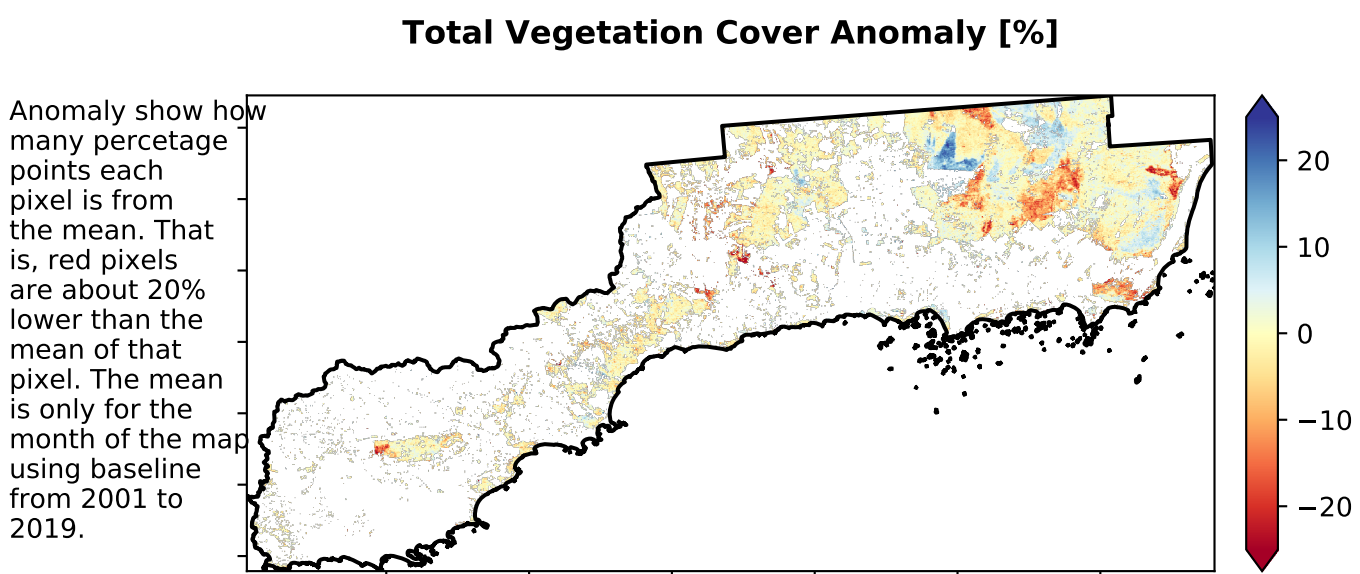 Total Vegetation Cover Anomaly [%]
Anomaly show how
many percetage
points each
pixel is from
the mean. That
is, red pixels
are about 20%
lower than the
mean of that
pixel. The mean
is only for the
month of the map
using baseline
from 2001 to
2019.
20
10
0
−10
−20